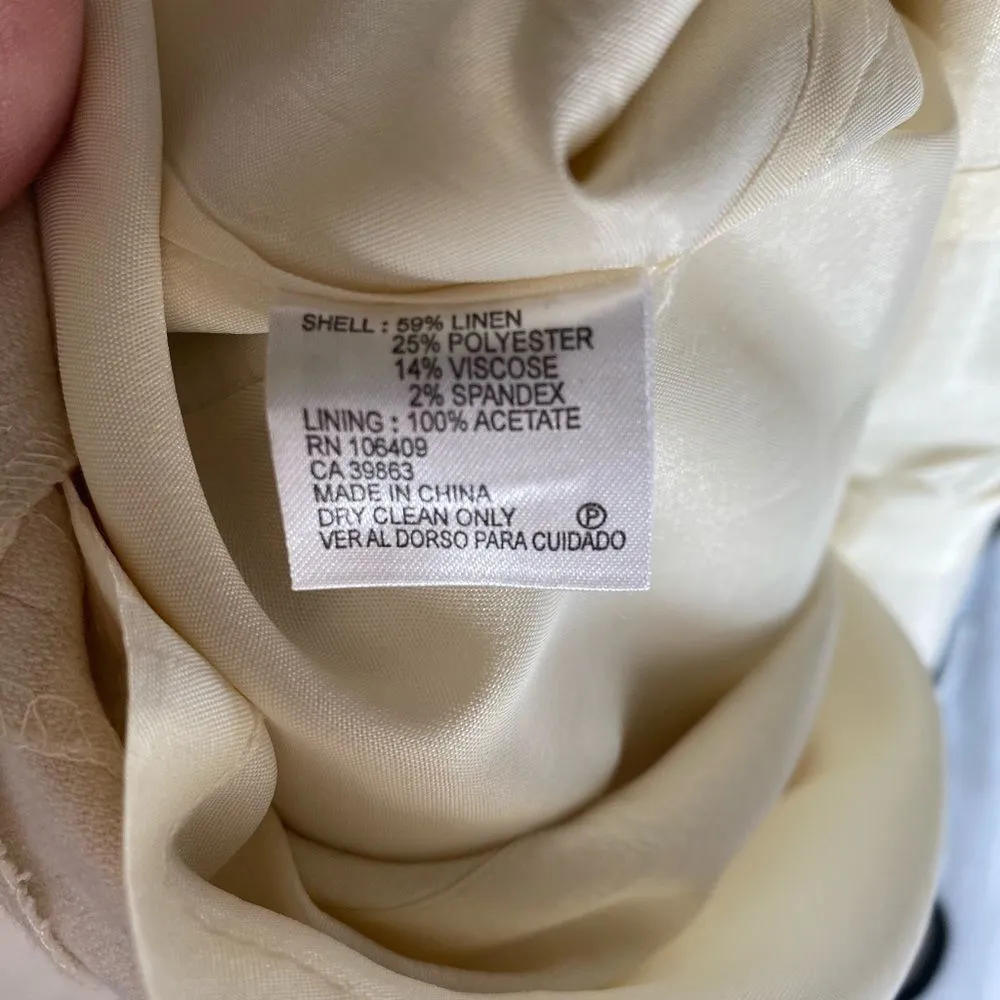 SHELL : 59% LINEN
25% POLYESTER
14% VISCOSE
2% SPANDEX
LINING : 100% ACETATE
RN 106409
CA 39863
MADE IN CHINA
DRY CLEAN ONLY Ⓟ
VER AL DORSO PARA CUIDADO